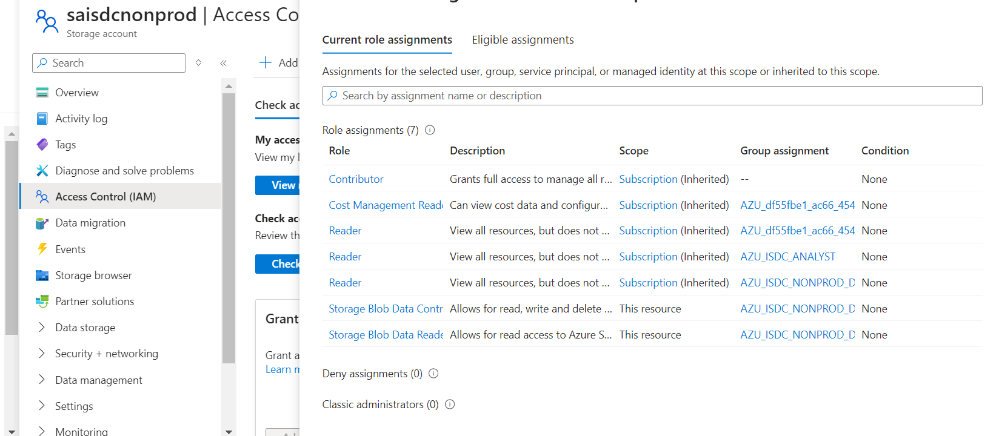 saisdcnonprod | Access Co
Storage account
Search
Overview
Activity log
Tags
Diagnose and solve problems
Access Control (IAM)
Data migration
Events
Storage browser
Partner solutions
Data storage
Security + networking
Data management
Settings
Monitoring
Add
Check ac
My acces
View my l
View r
Check acc
Review th
Check
Grant
Grant a
Learn m
Current role assignments Eligible assignments
Assignments for the selected user, group, service principal, or managed identity at this scope or inherited to this scope.
Search by assignment name or description
Role assignments (7)
Role Description Scope Group assignment Condition
Contributor Grants full access to manage all r... Subscription (Inherited) -- None
Cost Management Reade Can view cost data and configur... Subscription (Inherited) AZU_df55fbe1_ac66_454 None
Reader View all resources, but does not ... Subscription (Inherited) AZU_df55fbe1_ac66_454 None
Reader View all resources, but does not ... Subscription (Inherited) AZU_ISDC_ANALYST None
Reader View all resources, but does not ... Subscription (Inherited) AZU_ISDC_NONPROD_D None
Storage Blob Data Contr Allows for read, write and delete ... This resource AZU_ISDC_NONPROD_D None
Storage Blob Data Reade Allows for read access to Azure S... This resource AZU_ISDC_NONPROD_D None
Deny assignments (0)
Classic administrators (0)